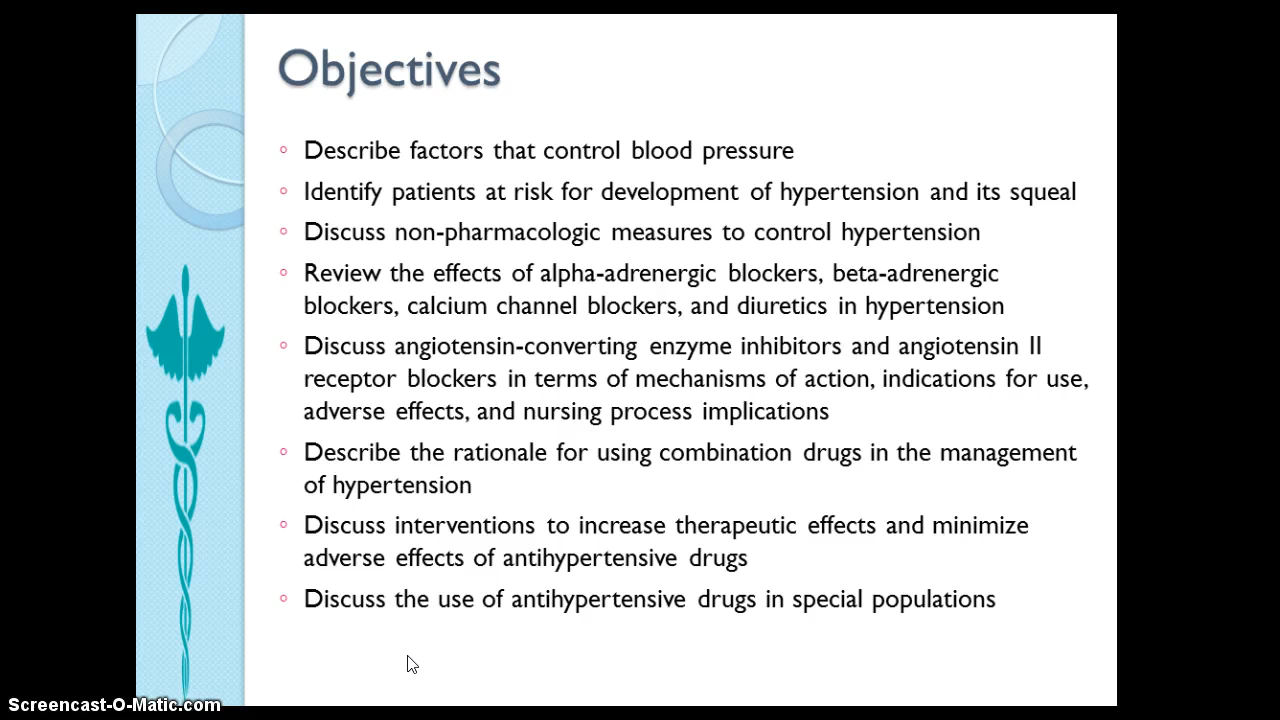 Objectives
◦ Describe factors that control blood pressure
◦ Identify patients at risk for development of hypertension and its squeal
◦ Discuss non-pharmacologic measures to control hypertension
◦ Review the effects of alpha-adrenergic blockers, beta-adrenergic
blockers, calcium channel blockers, and diuretics in hypertension
◦ Discuss angiotensin-converting enzyme inhibitors and angiotensin II
receptor blockers in terms of mechanisms of action, indications for use,
adverse effects, and nursing process implications
◦ Describe the rationale for using combination drugs in the management
of hypertension
◦ Discuss interventions to increase therapeutic effects and minimize
adverse effects of antihypertensive drugs
◦ Discuss the use of antihypertensive drugs in special populations
Screencast-O-Matic.com